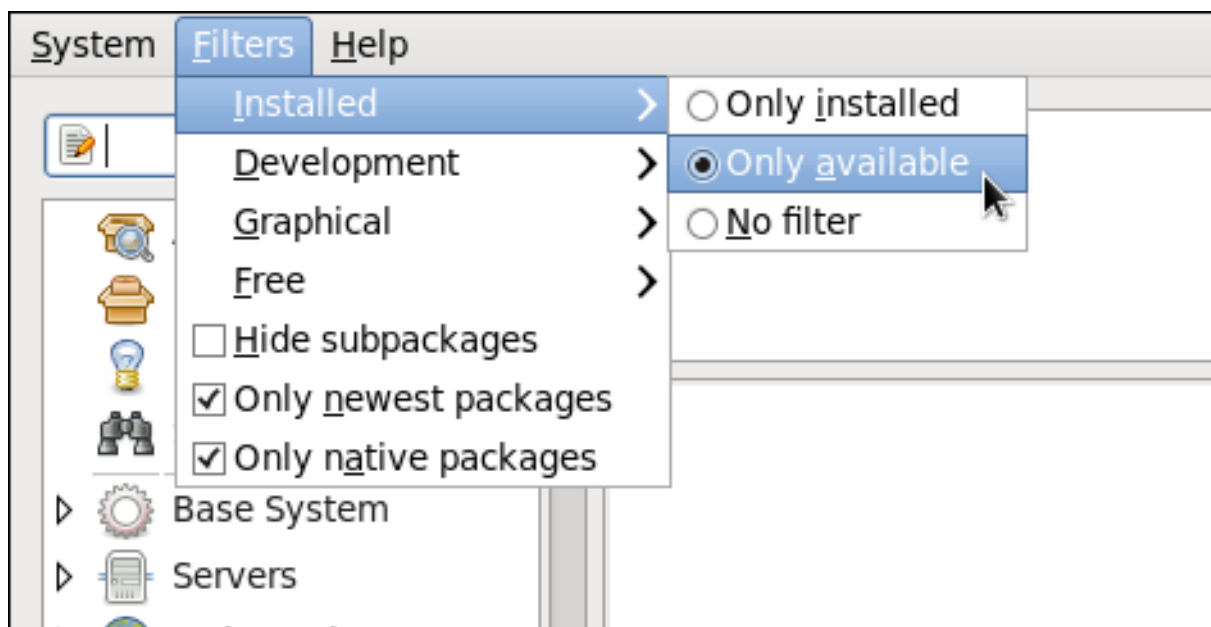 System Filters Help
Installed
Only installed
Development
Only available
Graphical
No filter
Free
Hide subpackages
Only newest packages
Only native packages
Base System
Servers